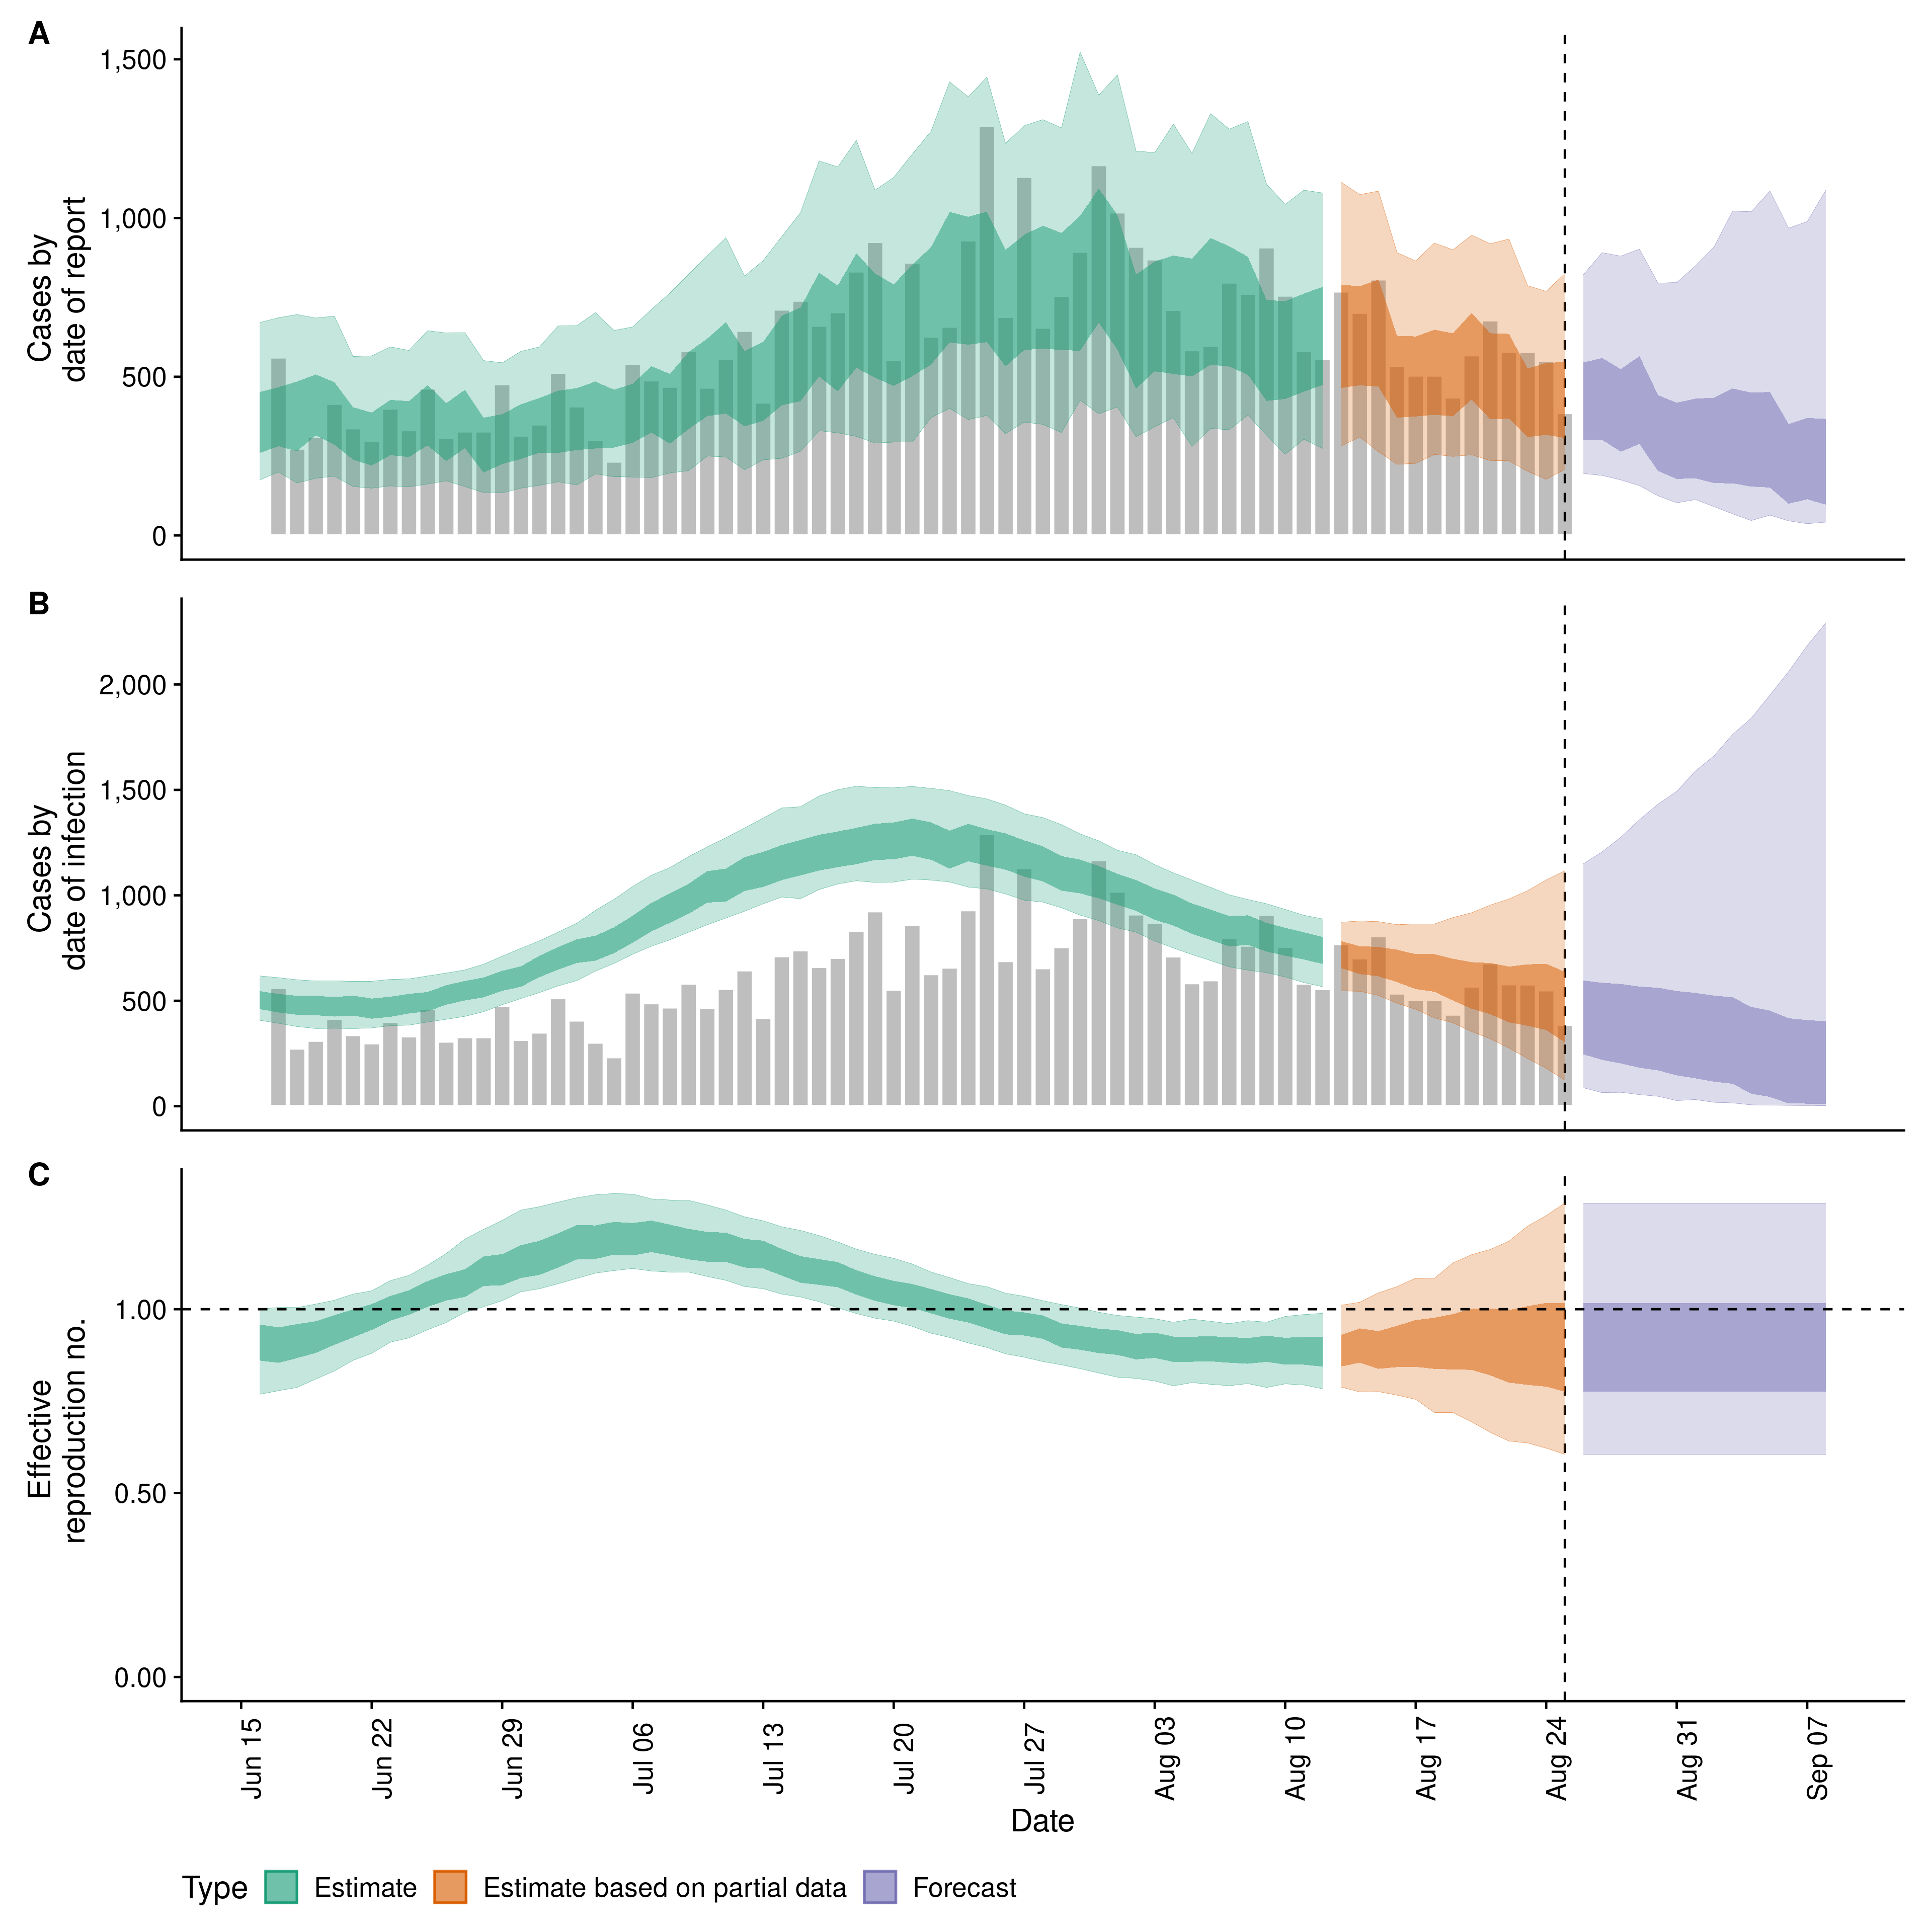 A
Cases by
date of report
1,500
1,000
500
0
B
Cases by
date of infection
2,000
1,500
1,000
500
0
C
Effective
reproduction no.
1.00
0.50
0.00
Jun 15
Jun 22
Jun 29
Jul 06
Jul 13
Jul 20
Jul 27
Aug 03
Aug 10
Aug 17
Aug 24
Aug 31
Sep 07
Date
Type Estimate Estimate based on partial data Forecast